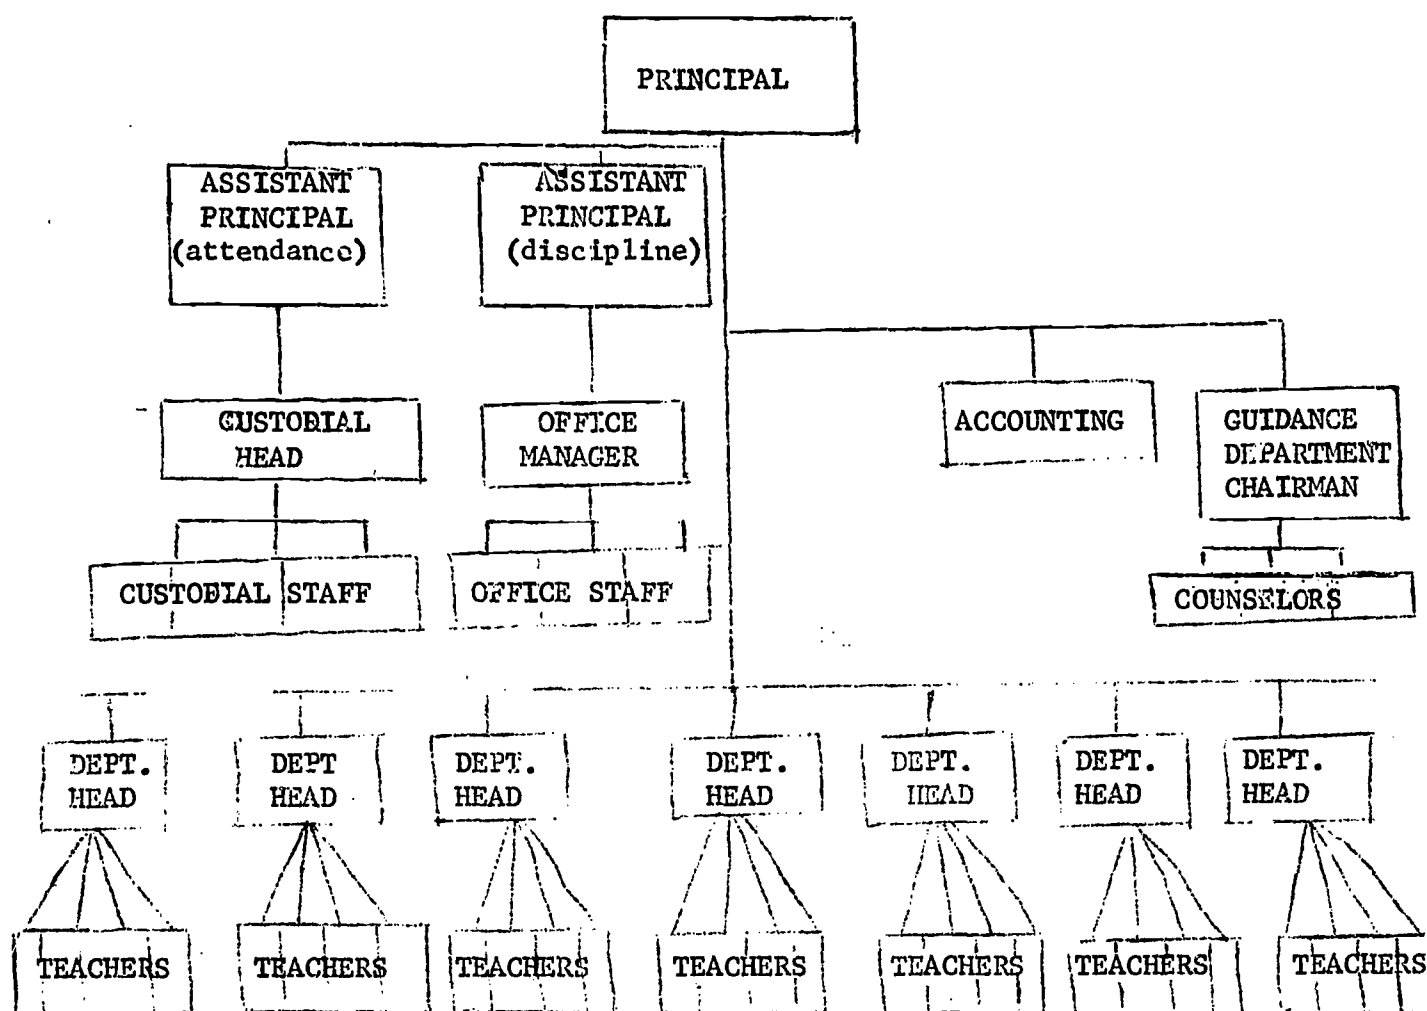 PRINCIPAL
ASSISTANT
PRINCIPAL
(attendance)
ASSISTANT
PRINCIPAL
(discipline)
CUSTODIAL
HEAD
OFFICE
MANAGER
ACCOUNTING
GUIDANCE
DEPARTMENT
CHAIRMAN
CUSTODIAL STAFF
OFFICE STAFF
COUNSELORS
DEPT.
HEAD
DEPT
HEAD
DEPT.
HEAD
DEPT.
HEAD
DEPT.
HEAD
DEPT.
HEAD
DEPT.
HEAD
TEACHERS
TEACHERS
TEACHERS
TEACHERS
TEACHERS
TEACHERS
TEACHERS